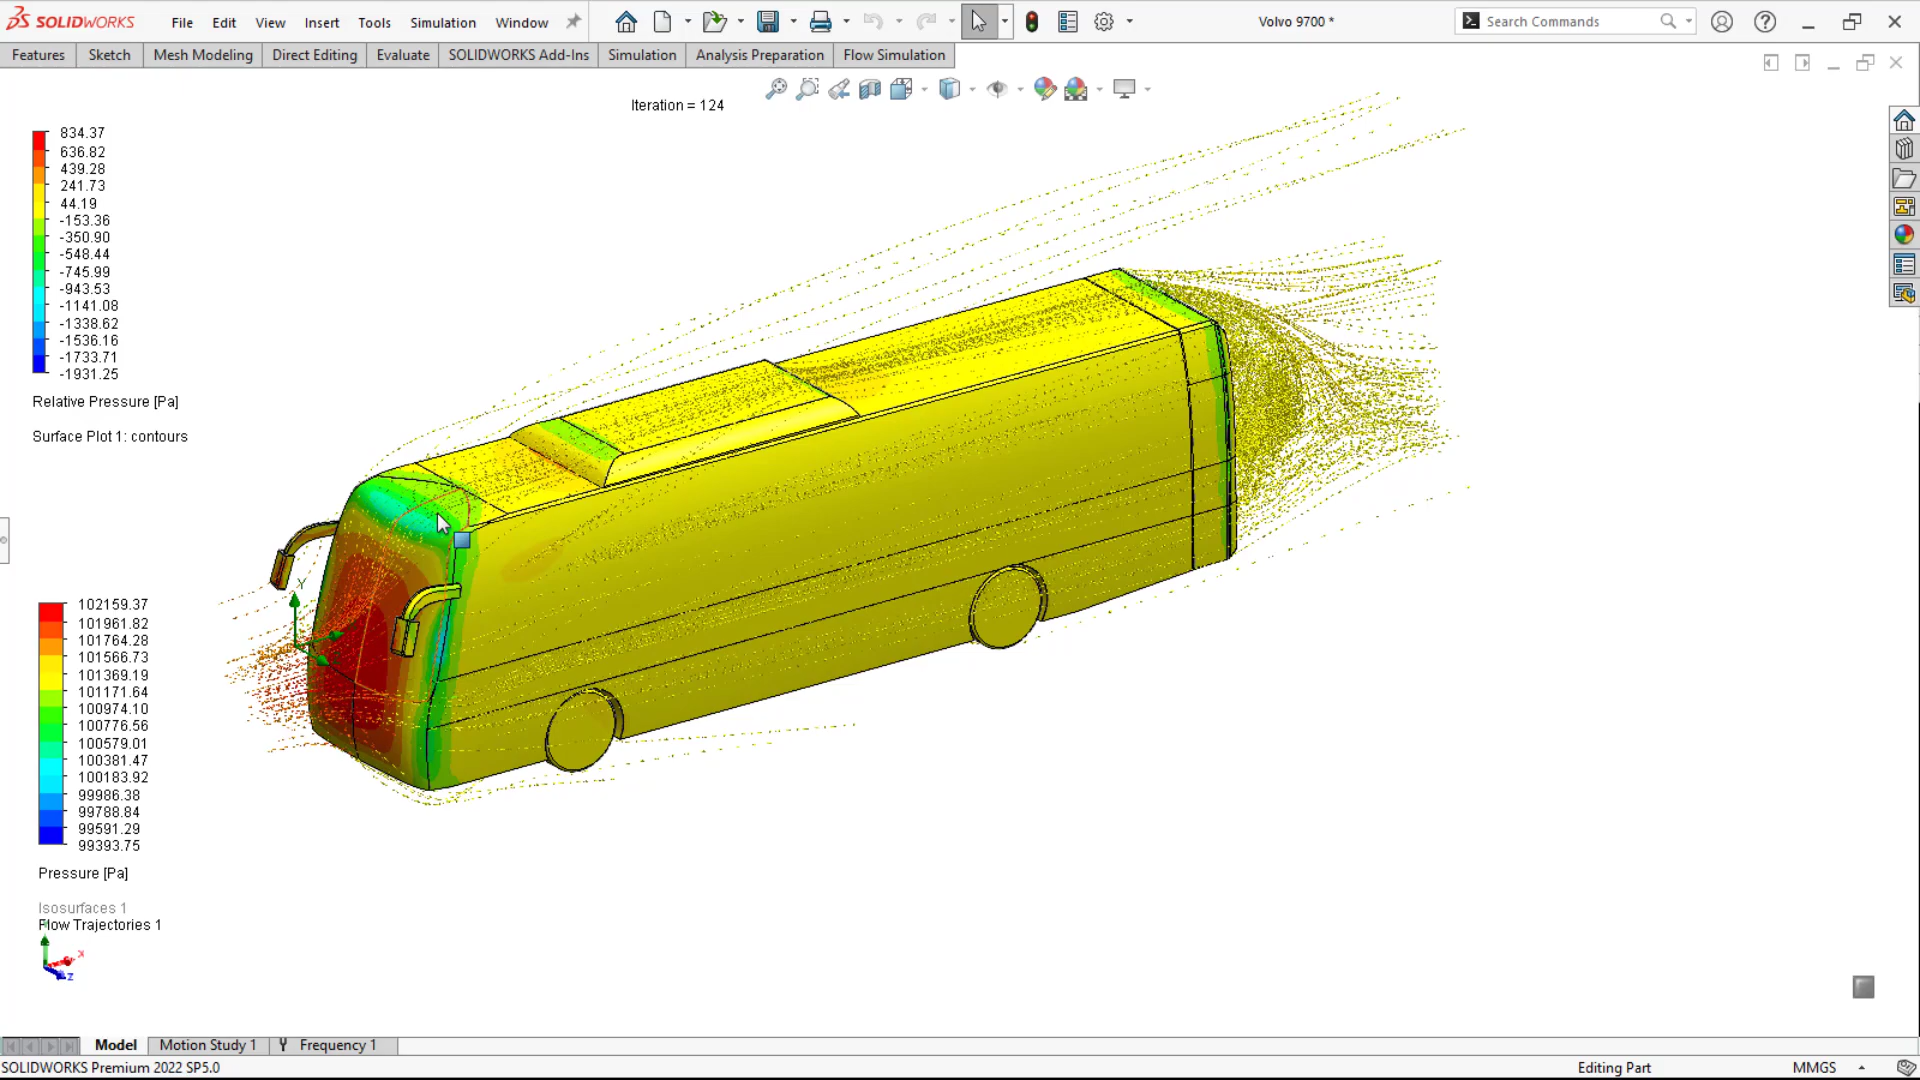 SOLIDWORKS File Edit View Insert Tools Simulation Window Volvo 9700 * Search Commands
Features Sketch Mesh Modeling Direct Editing Evaluate SOLIDWORKS Add-Ins Simulation Analysis Preparation Flow Simulation
Iteration = 124
834.37
636.82
439.28
241.73
44.19
-153.36
-350.90
-548.44
-745.99
-943.53
-1141.08
-1338.62
-1536.16
-1733.71
-1931.25
Relative Pressure [Pa]
Surface Plot 1: contours
Y
102159.37
101961.82
101764.28
101566.73
101369.19
101171.64
100974.10
100776.56
100579.01
100381.47
100183.92
99986.38
99788.84
99591.29
99393.75
Pressure [Pa]
Isosurfaces 1
Flow Trajectories 1
X
Z
Model Motion Study 1 Frequency 1
SOLIDWORKS Premium 2022 SP5.0 Editing Part MMGS